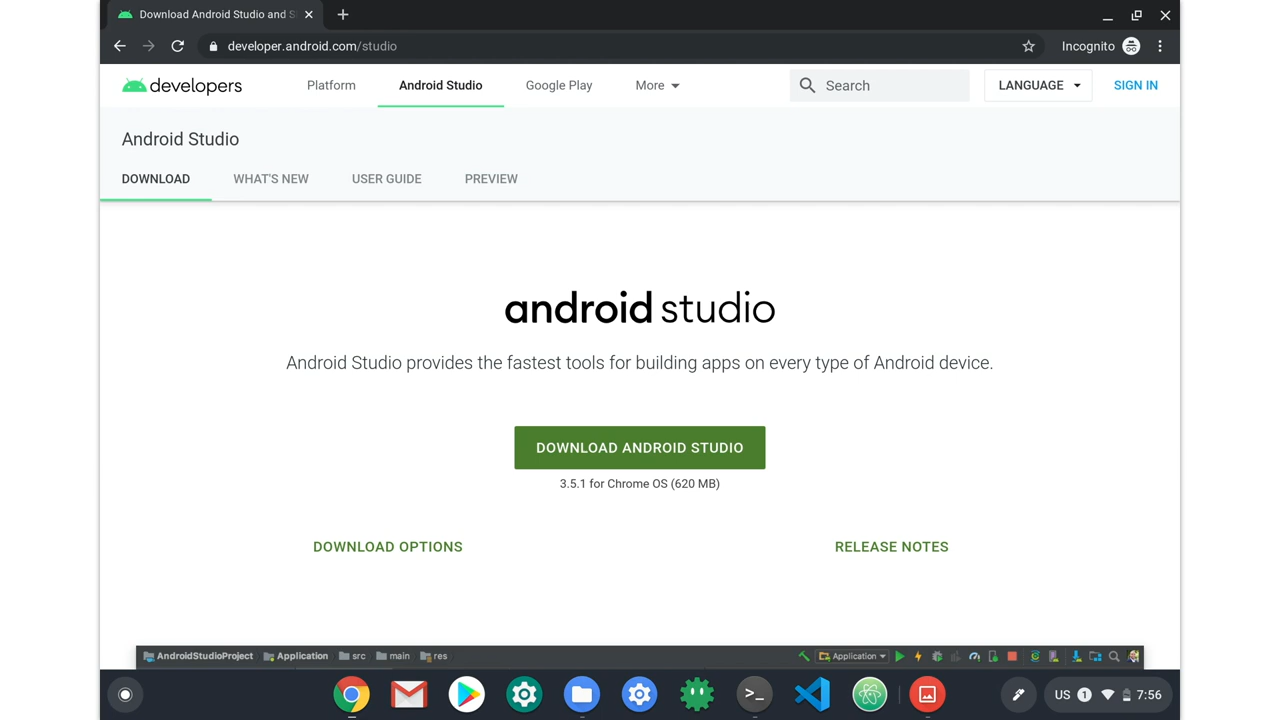 Download Android Studio and S
developer.android.com/studio
Incognito
developers
Platform
Android Studio
Google Play
More
Search
LANGUAGE
SIGN IN
Android Studio
DOWNLOAD
WHAT'S NEW
USER GUIDE
PREVIEW
android studio
Android Studio provides the fastest tools for building apps on every type of Android device.
DOWNLOAD ANDROID STUDIO
3.5.1 for Chrome OS (620 MB)
DOWNLOAD OPTIONS
RELEASE NOTES
AndroidStudioProject
Application
src
main
res
Application
US
1
7:56